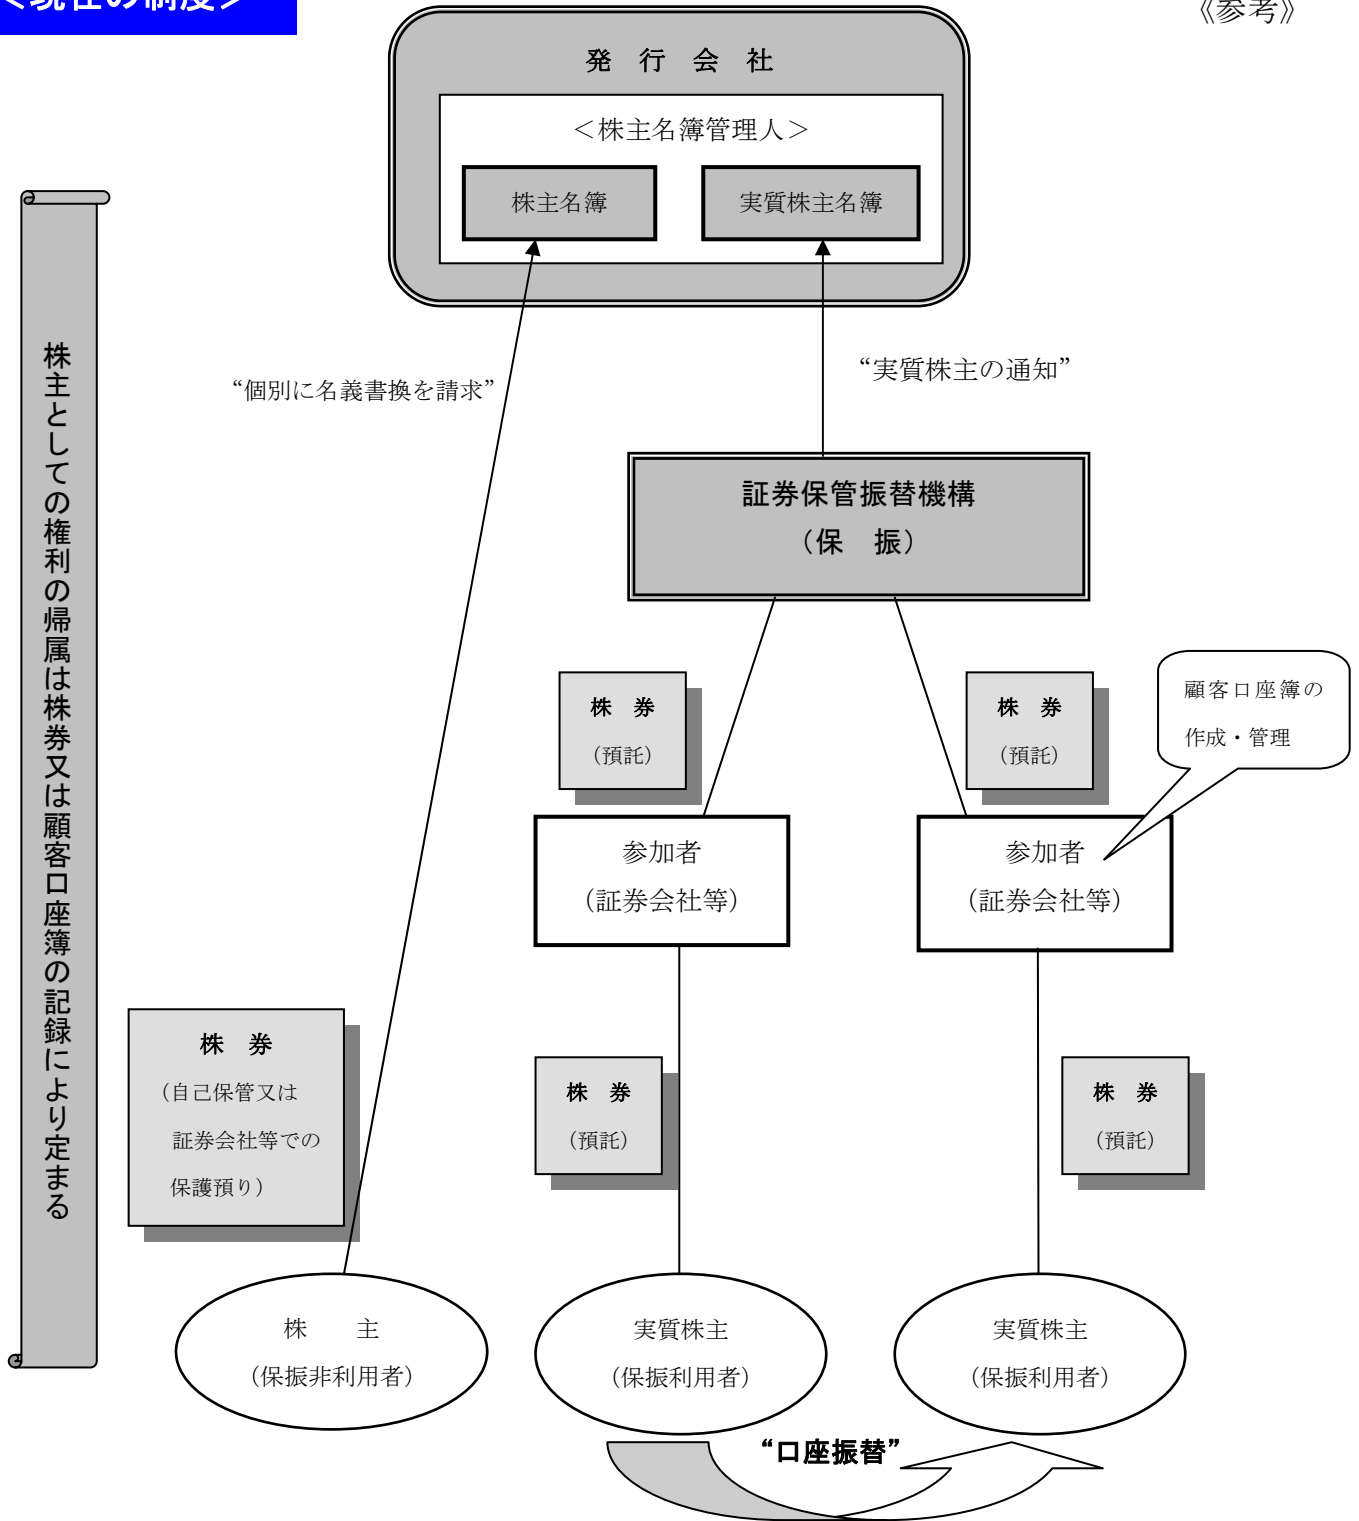 ＜現在の制度＞
《参考》
発　行　会　社
＜株主名簿管理人＞
株主名簿
実質株主名簿
“個別に名義書換を請求”
“実質株主の通知”
株主としての権利の帰属は株券又は顧客口座簿の記録により定まる
証券保管振替機構
（保　振）
株　券
（預託）
株　券
（預託）
顧客口座簿の
作成・管理
参加者
（証券会社等）
参加者
（証券会社等）
株　券
（自己保管又は
証券会社等での
保護預り）
株　券
（預託）
株　券
（預託）
株　　主
（保振非利用者）
実質株主
（保振利用者）
実質株主
（保振利用者）
“口座振替”